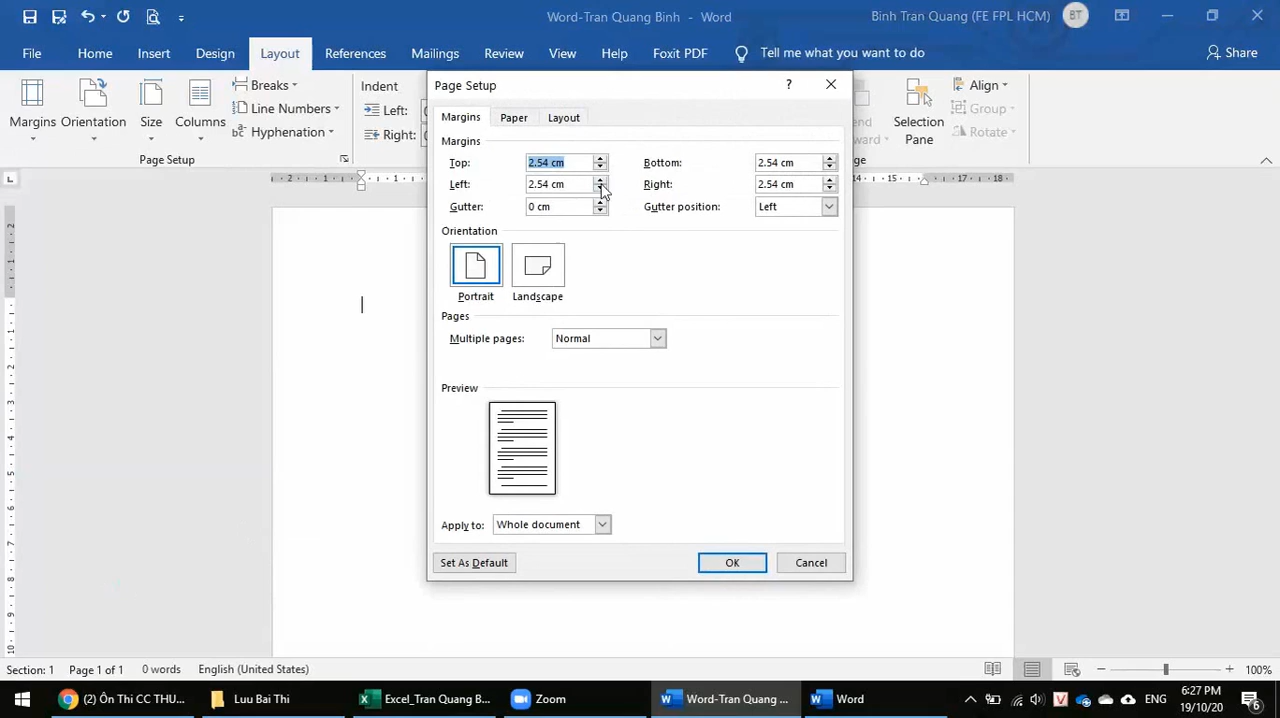 Word-Tran Quang Binh - Word
Binh Tran Quang (FE FPL HCM)
BT
File
Home
Insert
Design
Layout
References
Mailings
Review
View
Help
Foxit PDF
Tell me what you want to do
Share
Margins
Orientation
Size
Columns
Breaks
Line Numbers
Hyphenation
Page Setup
Indent
Left:
Right:
Selection
Pane
Align
Group
Rotate
Page Setup
?
Margins
Paper
Layout
Margins
Top: 2.54 cm Bottom: 2.54 cm
Left: 2.54 cm Right: 2.54 cm
Gutter: 0 cm Gutter position: Left
Orientation
Portrait Landscape
Pages
Multiple pages: Normal
Preview
Apply to: Whole document
Set As Default OK Cancel
Section: 1 Page 1 of 1 0 words English (United States)
100%
(2) Ôn Thi CC THU...
Luu Bai Thi
Excel_Tran Quang B...
Zoom
Word-Tran Quang ...
Word
ENG
6:27 PM
19/10/20
6